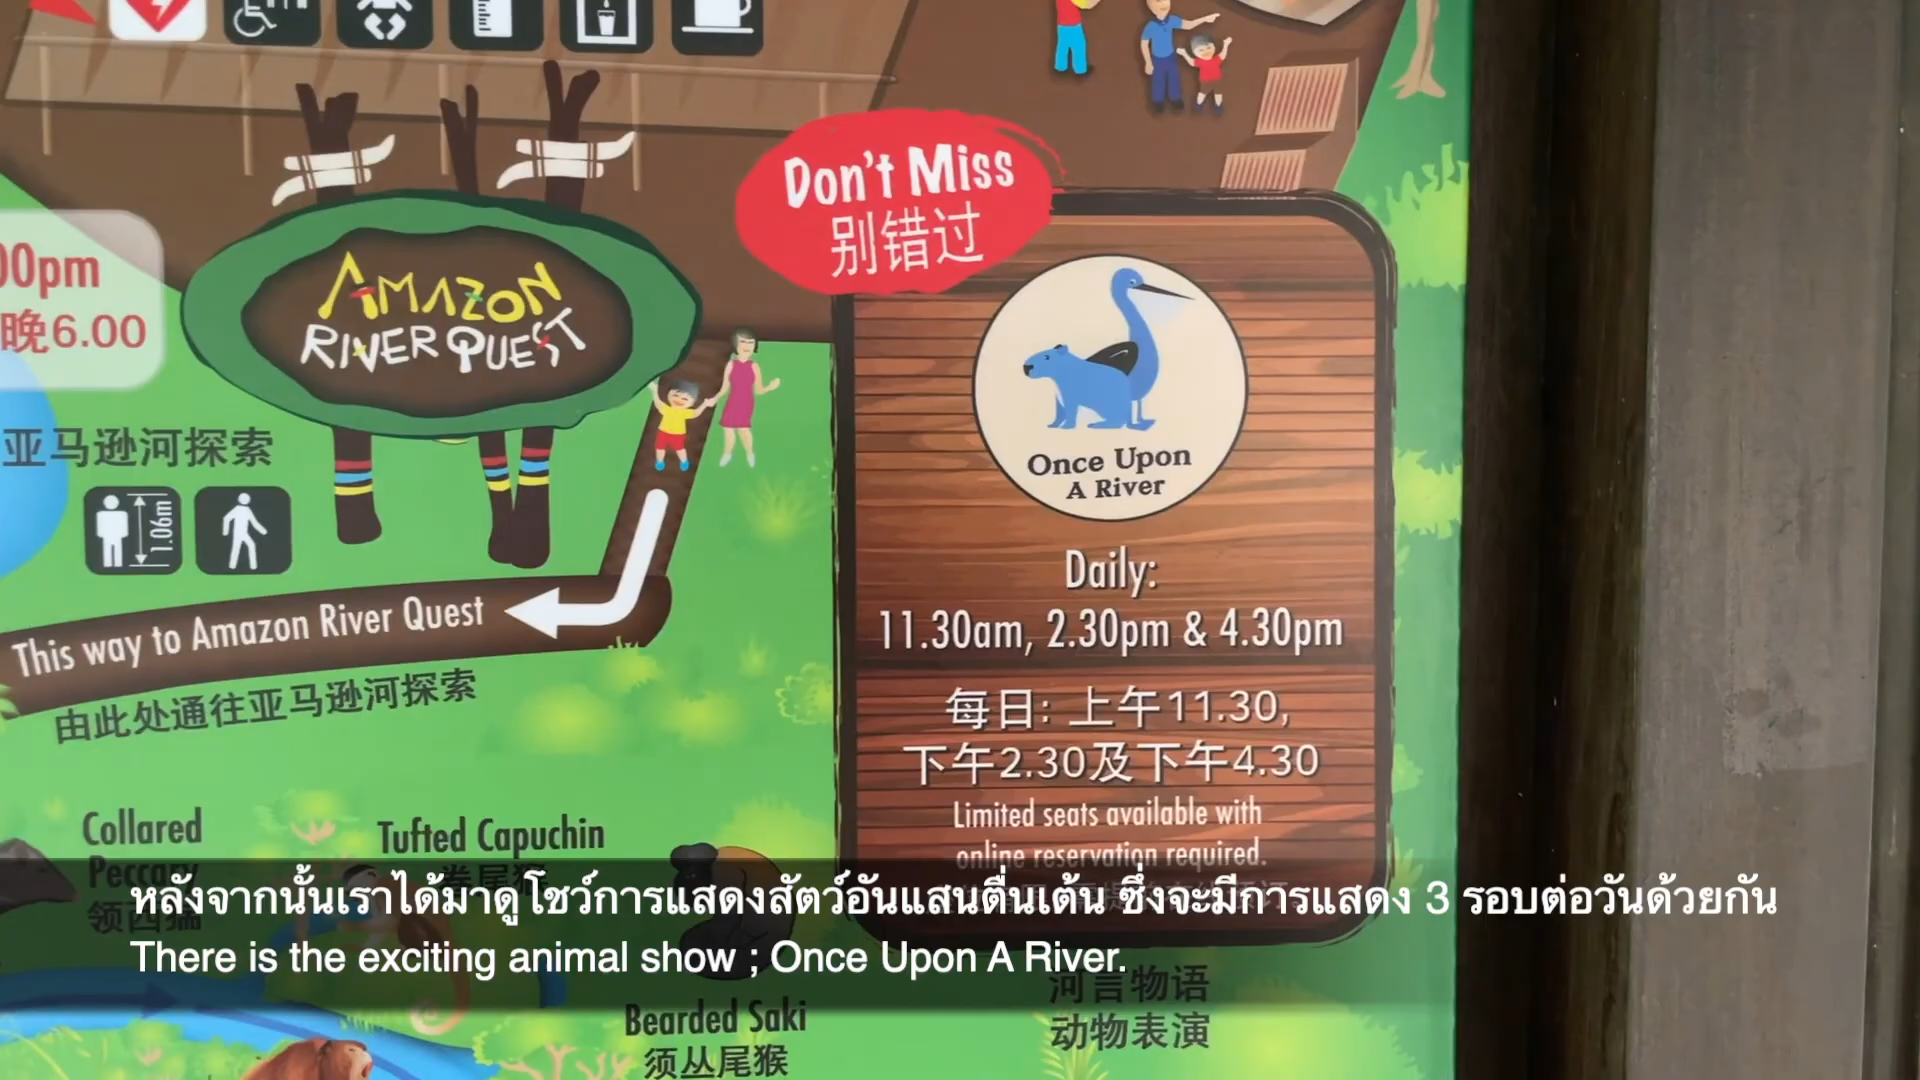 Don't Miss
别错过
00pm
晚6.00
AMAZON
RIVER QUEST
亚马逊河探索
1.06m
Once Upon
A River
Daily:
11.30am, 2.30pm & 4.30pm
每日: 上午11.30,
下午2.30及下午4.30
Limited seats available with
online reservation required.
This way to Amazon River Quest
由此处通往亚马逊河探索
Collared
Peccary
领西猯
Tufted Capuchin
卷尾猴
หลังจากนั้นเราได้มาดูโชว์การแสดงสัตว์อันแสนตื่นเต้น ซึ่งจะมีการแสดง 3 รอบต่อวันด้วยกัน
There is the exciting animal show ; Once Upon A River.
河言物语
动物表演
Bearded Saki
须丛尾猴